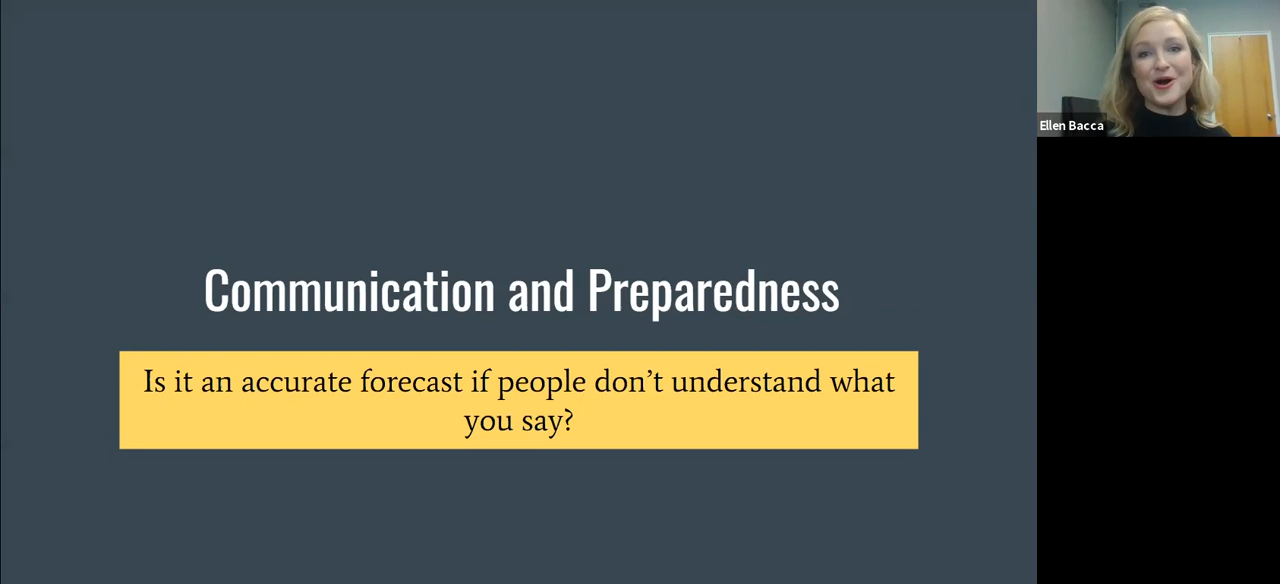 Communication and Preparedness
Is it an accurate forecast if people don’t understand what
you say?
Ellen Bacca